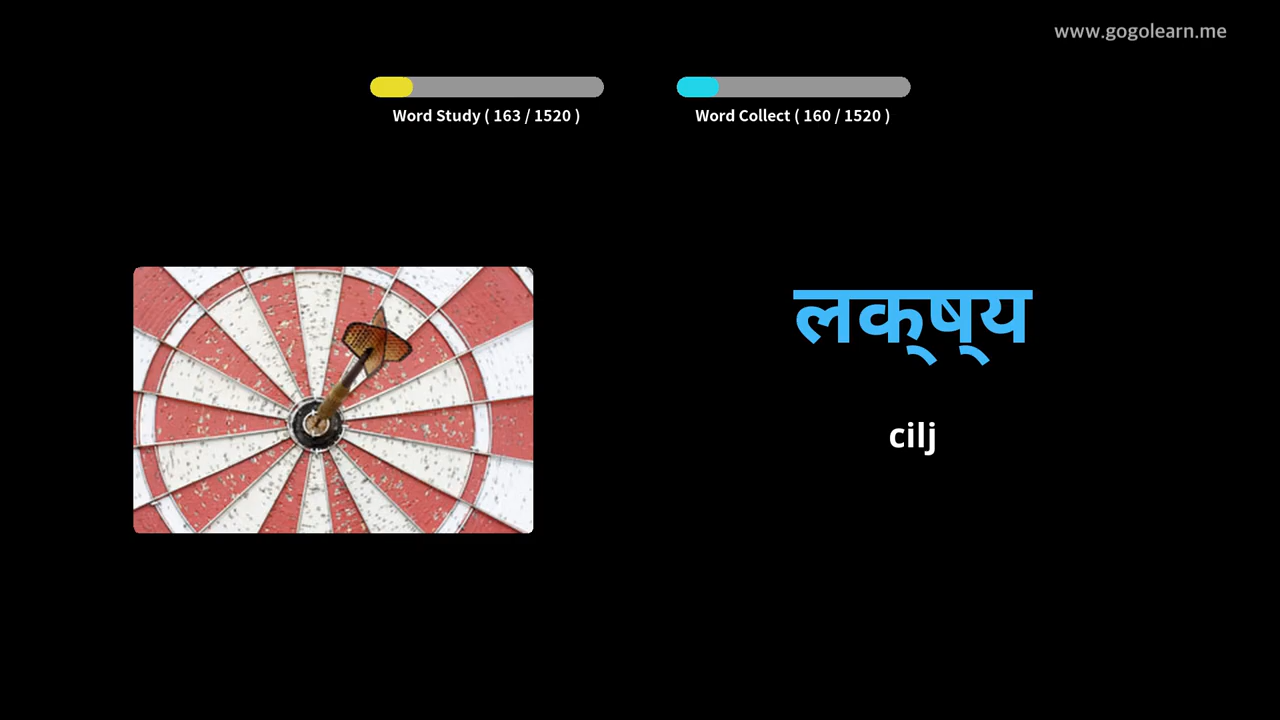 www.gogolearn.me
Word Study ( 163 / 1520 )
Word Collect ( 160 / 1520 )
लक्‌ष्‌य
cilj